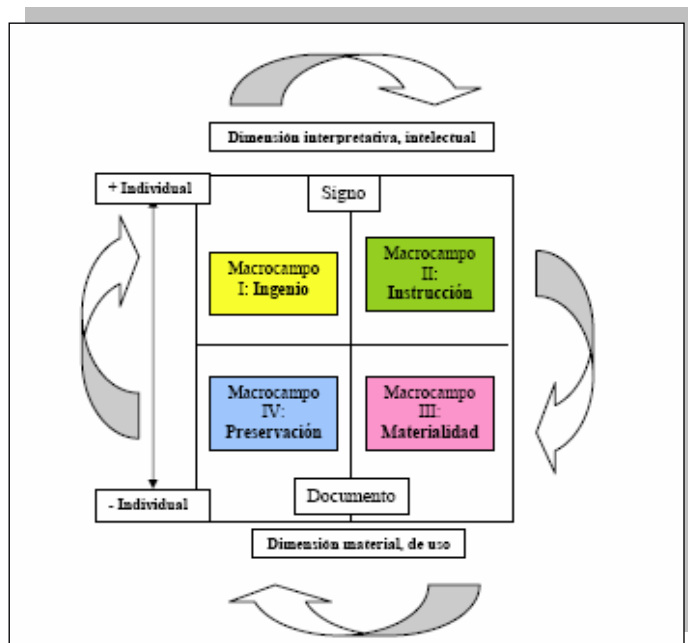 Dimensión interpretativa, intelectual
+ Individual
Signo
Macrocampo
I: Ingenio
Macrocampo
II:
Instrucción
Macrocampo
IV:
Preservación
Macrocampo
III:
Materialidad
- Individual
Documento
Dimensión material, de uso